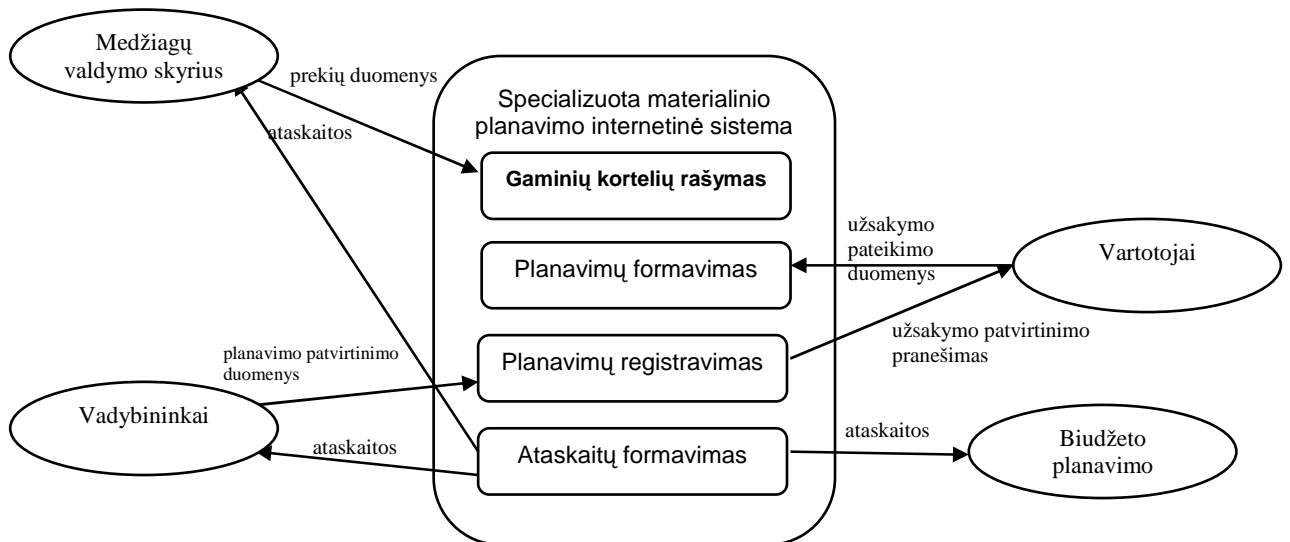 Medžiagų
valdymo skyrius
prekių duomenys
ataskaitos
Specializuota materialinio
planavimo internetinė sistema
Gaminių kortelių rašymas
Planavimų formavimas
užsakymo
pateikimo
duomenys
Vartotojai
Planavimų registravimas
užsakymo patvirtinimo
pranešimas
planavimo patvirtinimo
duomenys
Vadybininkai
ataskaitos
Ataskaitų formavimas
ataskaitos
Biudžeto
planavimo